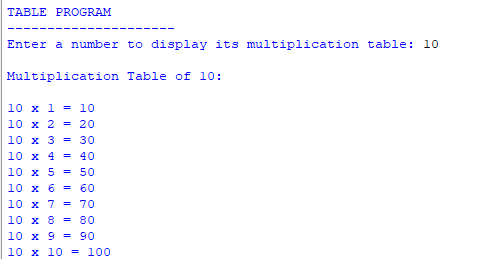 TABLE PROGRAM
---------------------
Enter a number to display its multiplication table: 10
Multiplication Table of 10:
10 x 1 = 10
10 x 2 = 20
10 x 3 = 30
10 x 4 = 40
10 x 5 = 50
10 x 6 = 60
10 x 7 = 70
10 x 8 = 80
10 x 9 = 90
10 x 10 = 100